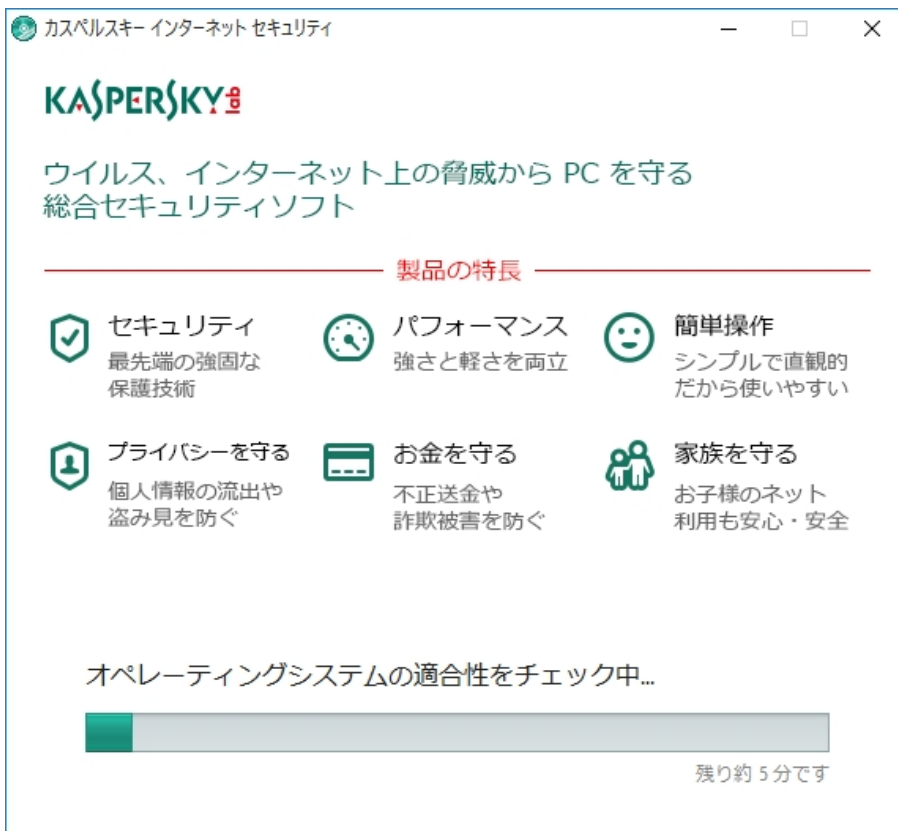 カスペルスキー インターネット セキュリティ
KASPERSKY lab
ウイルス、インターネット上の脅威から PC を守る
総合セキュリティソフト
製品の特長
セキュリティ
最先端の強固な
保護技術
パフォーマンス
強さと軽さを両立
簡単操作
シンプルで直観的
だから使いやすい
プライバシーを守る
個人情報の流出や
盗み見を防ぐ
お金を守る
不正送金や
詐欺被害を防ぐ
家族を守る
お子様のネット
利用も安心・安全
オペレーティングシステムの適合性をチェック中...
残り約 5 分です